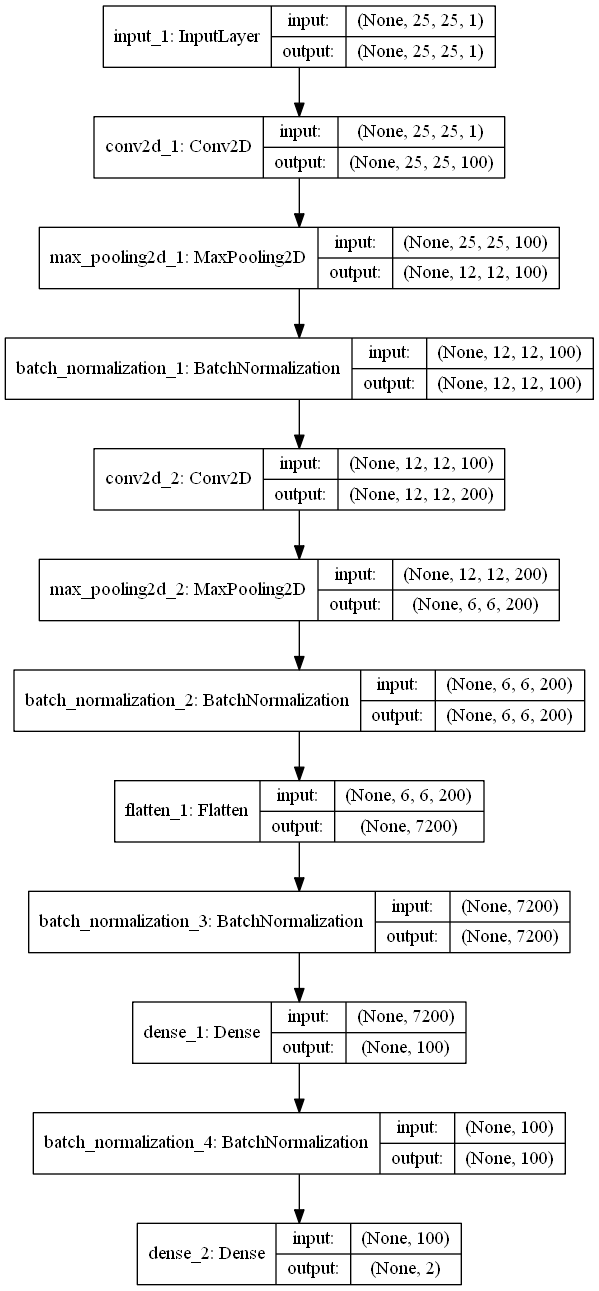 input_1: InputLayer
input: (None, 25, 25, 1)
output: (None, 25, 25, 1)
conv2d_1: Conv2D
input: (None, 25, 25, 1)
output: (None, 25, 25, 100)
max_pooling2d_1: MaxPooling2D
input: (None, 25, 25, 100)
output: (None, 12, 12, 100)
batch_normalization_1: BatchNormalization
input: (None, 12, 12, 100)
output: (None, 12, 12, 100)
conv2d_2: Conv2D
input: (None, 12, 12, 100)
output: (None, 12, 12, 200)
max_pooling2d_2: MaxPooling2D
input: (None, 12, 12, 200)
output: (None, 6, 6, 200)
batch_normalization_2: BatchNormalization
input: (None, 6, 6, 200)
output: (None, 6, 6, 200)
flatten_1: Flatten
input: (None, 6, 6, 200)
output: (None, 7200)
batch_normalization_3: BatchNormalization
input: (None, 7200)
output: (None, 7200)
dense_1: Dense
input: (None, 7200)
output: (None, 100)
batch_normalization_4: BatchNormalization
input: (None, 100)
output: (None, 100)
dense_2: Dense
input: (None, 100)
output: (None, 2)